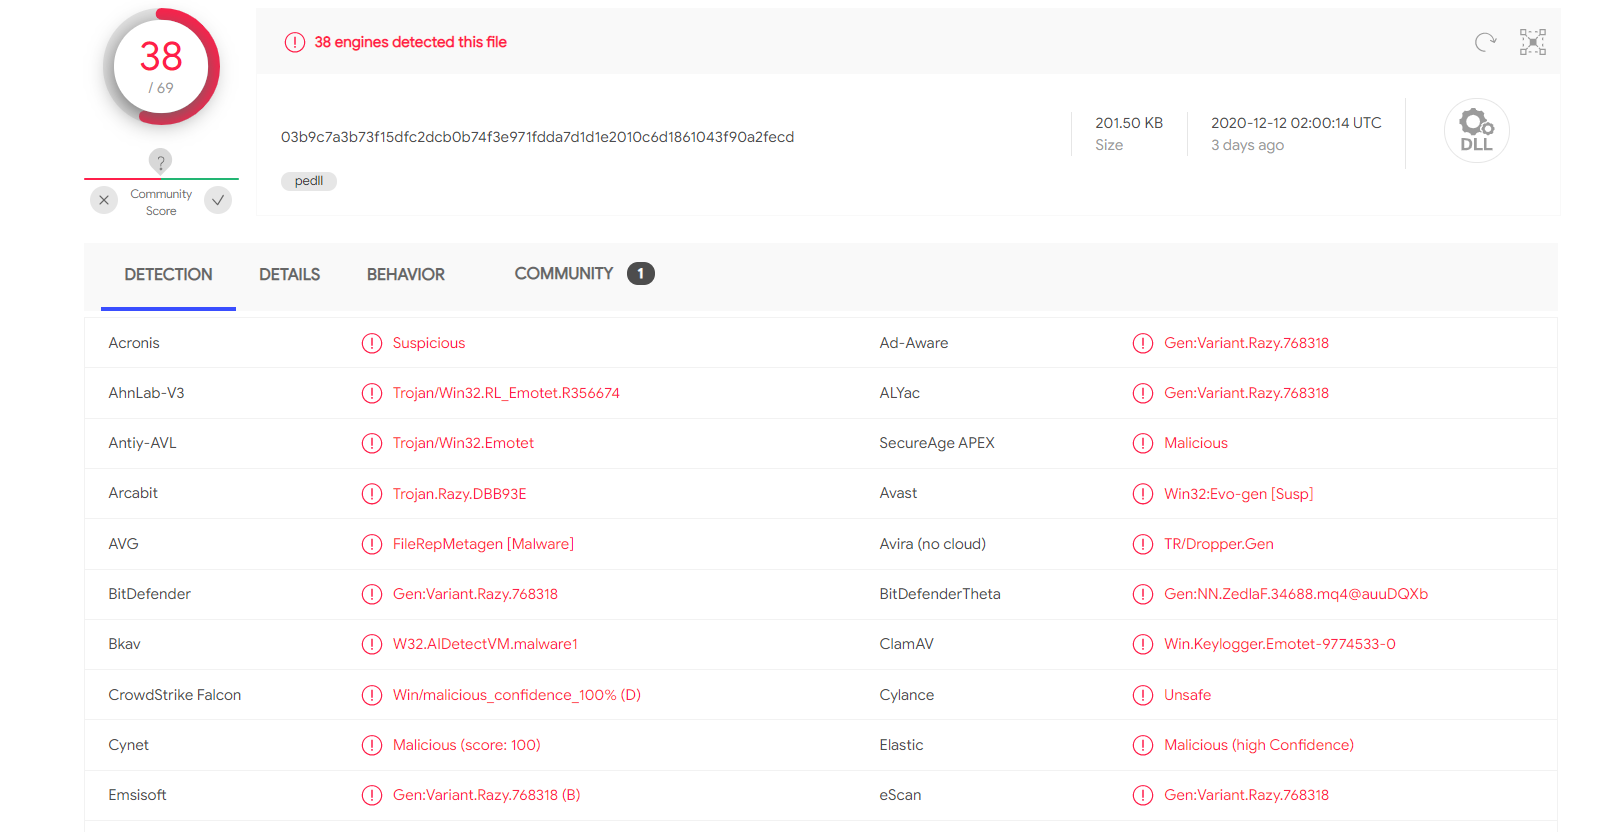 38
/ 69
?
Community
Score
38 engines detected this file
03b9c7a3b73f15dfc2dcb0b74f3e971fdda7d1d1e2010c6d1861043f90a2fecd
pedll
201.50 KB
Size
2020-12-12 02:00:14 UTC
3 days ago
DLL
DETECTION DETAILS BEHAVIOR COMMUNITY 1
Acronis Suspicious Ad-Aware Gen:Variant.Razy.768318
AhnLab-V3 Trojan/Win32.RL_Emotet.R356674 ALYac Gen:Variant.Razy.768318
Antiy-AVL Trojan/Win32.Emotet SecureAge APEX Malicious
Arcabit Trojan.Razy.DBB93E Avast Win32:Evo-gen [Susp]
AVG FileRepMetagen [Malware] Avira (no cloud) TR/Dropper.Gen
BitDefender Gen:Variant.Razy.768318 BitDefenderTheta Gen:NN.ZedlaF.34688.mq4@auuDQXb
Bkav W32.AIDetectVM.malware1 ClamAV Win.Keylogger.Emotet-9774533-0
CrowdStrike Falcon Win/malicious_confidence_100% (D) Cylance Unsafe
Cynet Malicious (score: 100) Elastic Malicious (high Confidence)
Emsisoft Gen:Variant.Razy.768318 (B) eScan Gen:Variant.Razy.768318